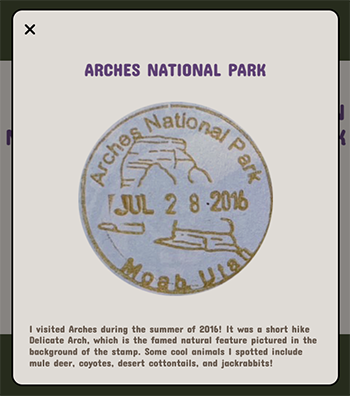 ARCHES NATIONAL PARK
Arches National Park
JUL 28 2016
Moab, Utah
I visited Arches during the summer of 2016! It was a short hike
Delicate Arch, which is the famed natural feature pictured in the
background of the stamp. Some cool animals I spotted include
mule deer, coyotes, desert cottontails, and jackrabbits!